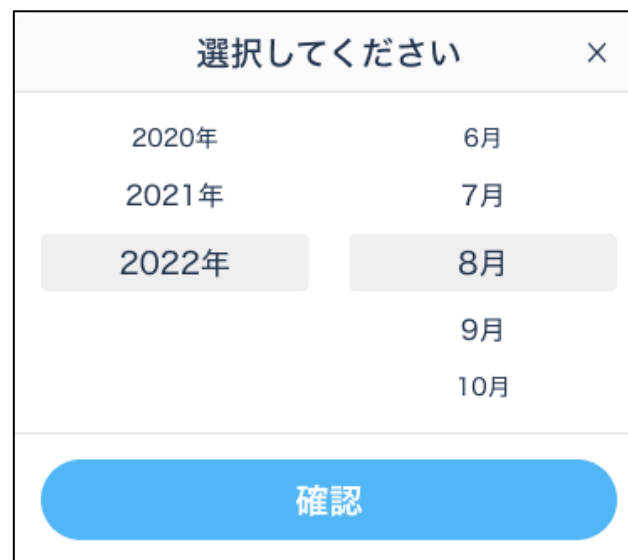 選択してください ×
2020年 6月
2021年 7月
2022年 8月
9月
10月
確認